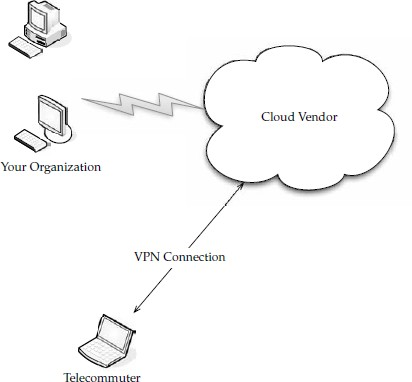 Cloud Vendor
Your Organization
VPN Connection
Telecommuter